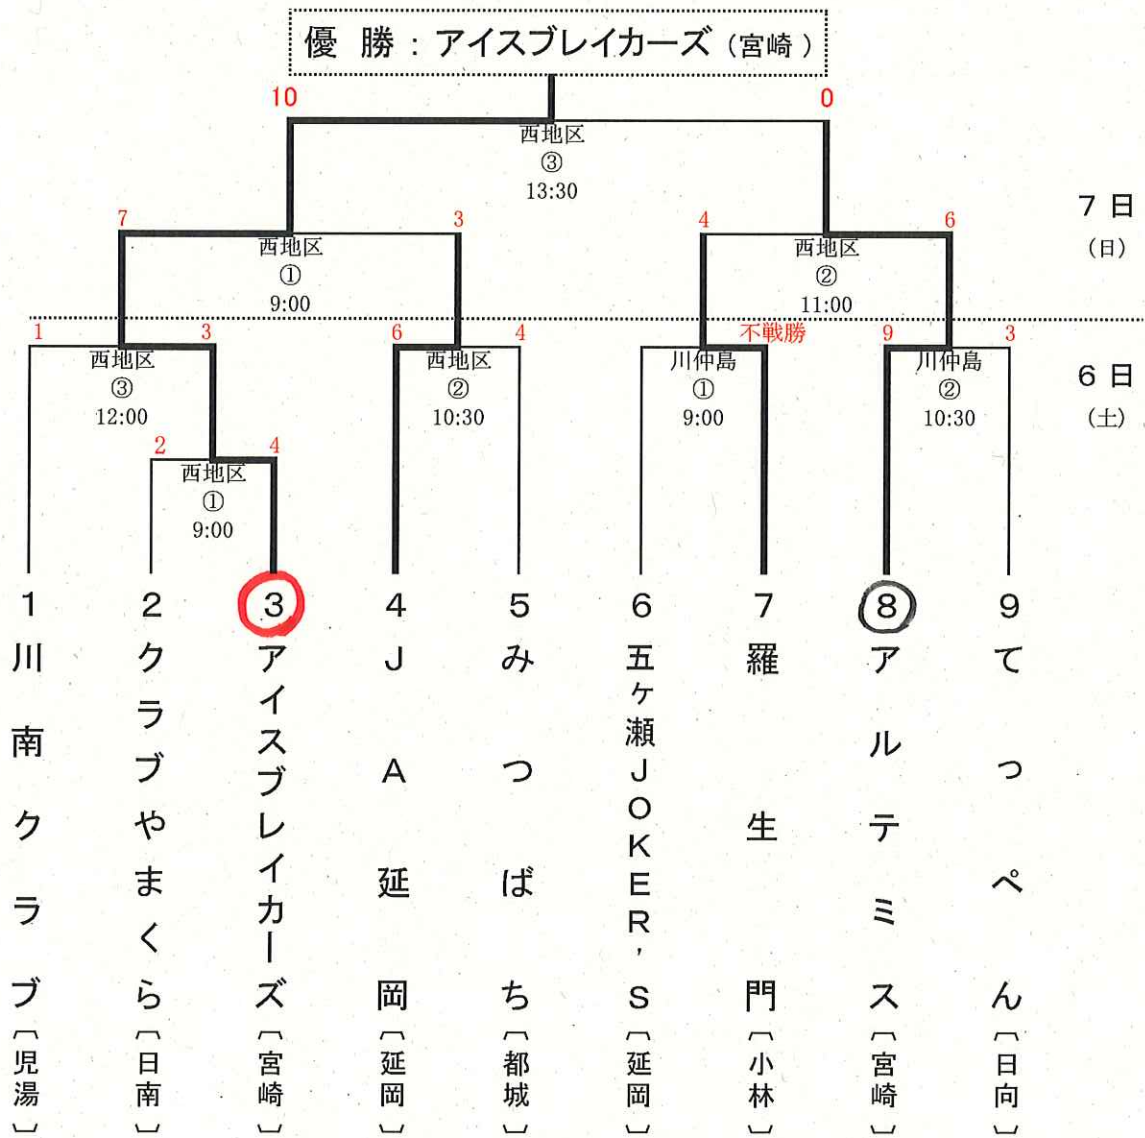 優 勝 : アイスブレイカーズ (宮崎)
10
0
西地区
③
13:30
7日
(日)
7
3
西地区
①
9:00
4
6
西地区
②
11:00
6日
(土)
1
3
西地区
③
12:00
6
4
西地区
②
10:30
不戦勝
川仲島
①
9:00
9
3
川仲島
②
10:30
2
4
西地区
①
9:00
1 川南クラブ〔児湯〕
2 クラブやまくら〔日南〕
3 アイスブレイカーズ〔宮崎〕
4 JA延岡〔延岡〕
5 みつばち〔都城〕
6 五ヶ瀬JOKER'S〔延岡〕
7 羅生門〔小林〕
8 アルテミス〔宮崎〕
9 てっぺん〔日向〕